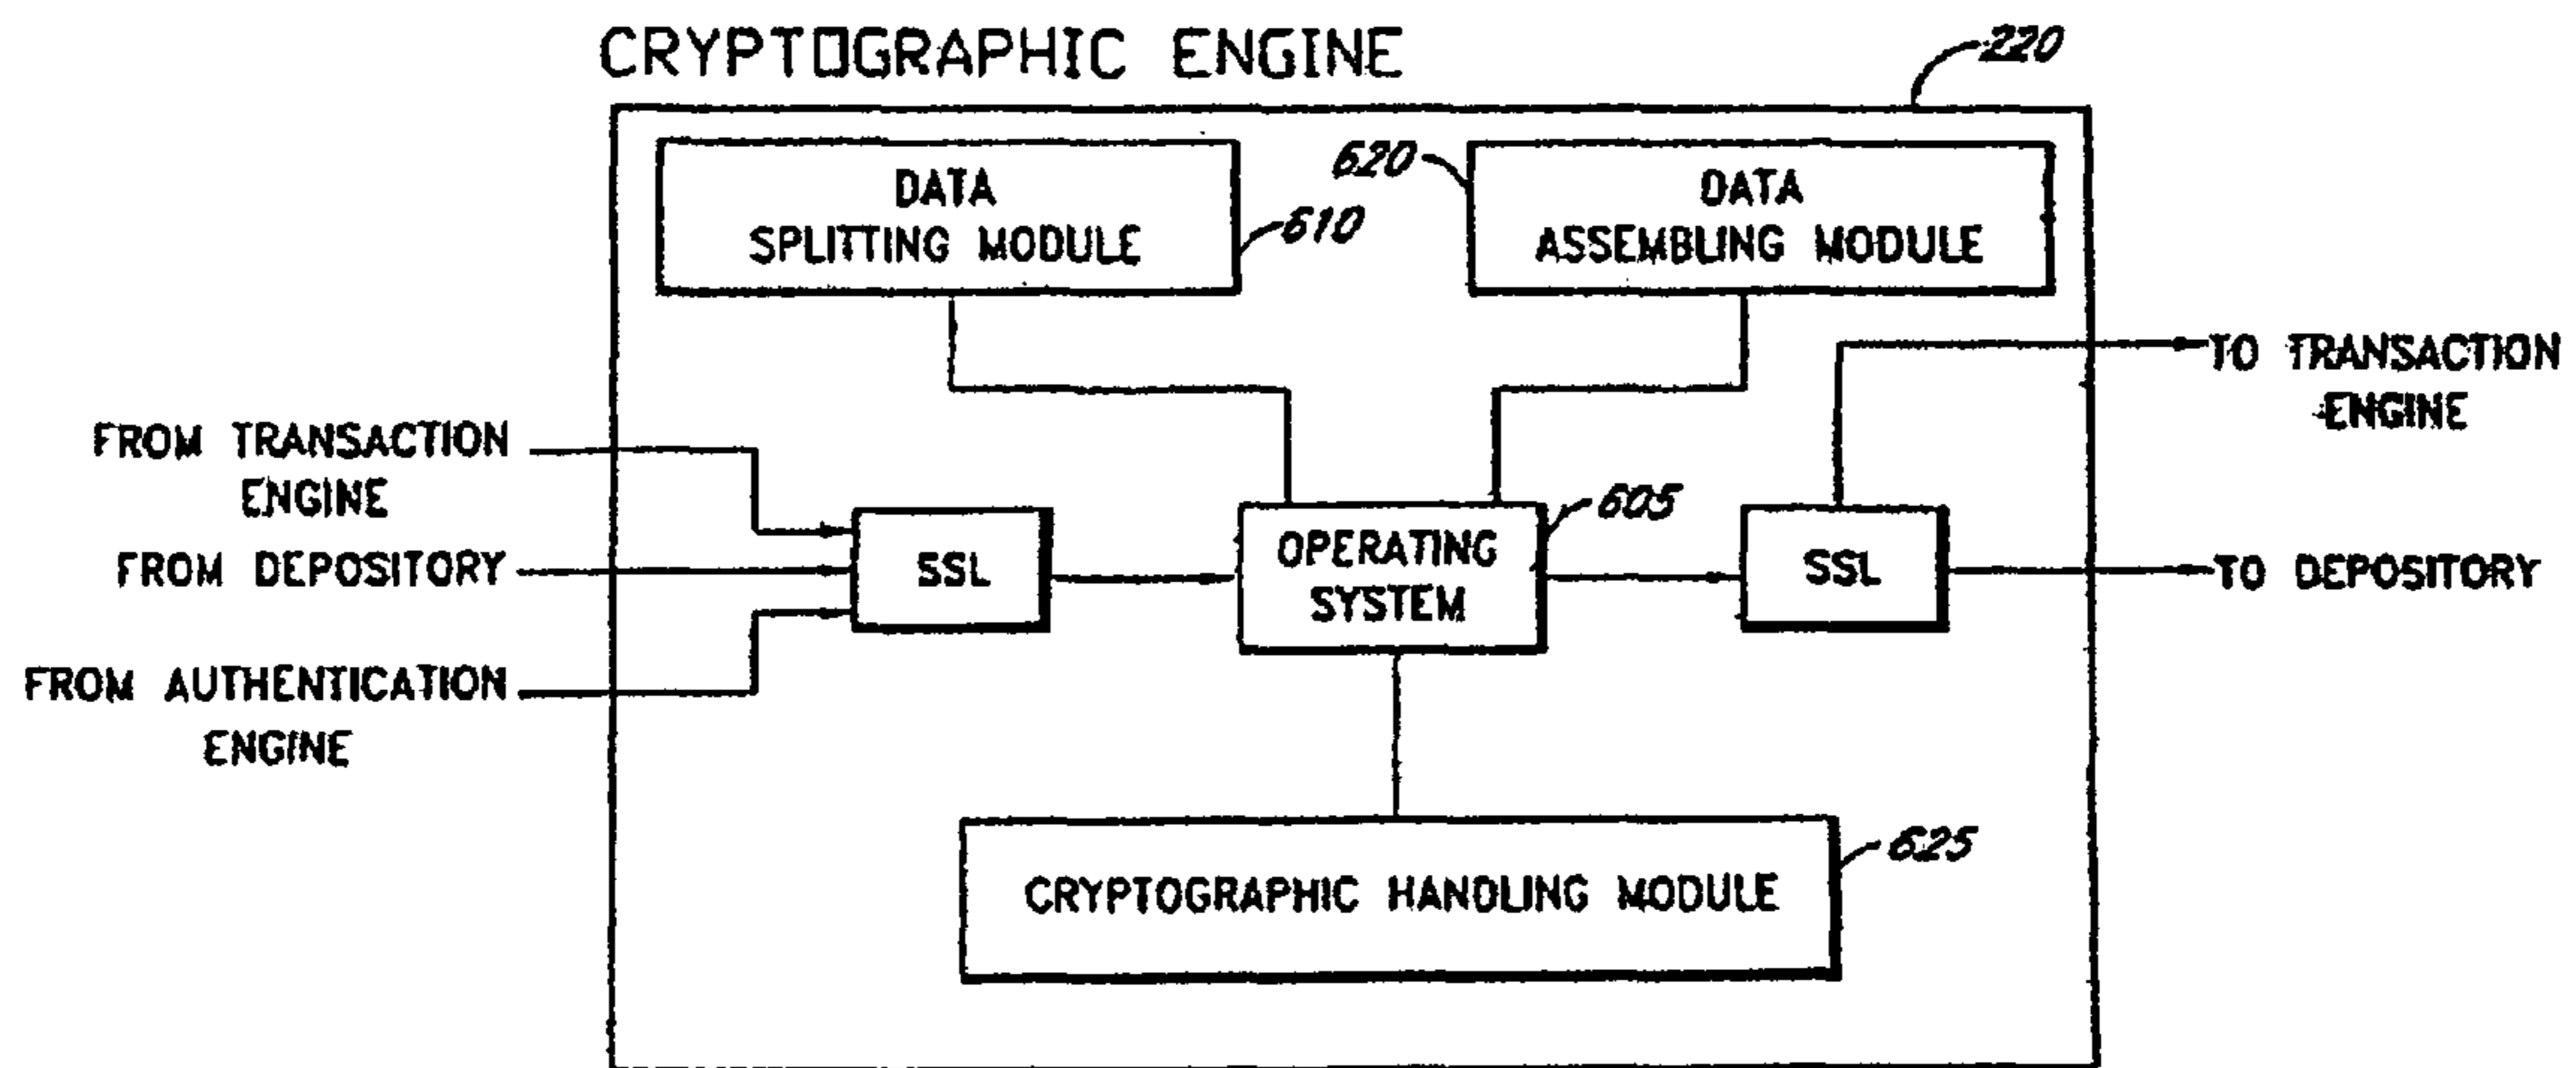 CRYPTOGRAPHIC ENGINE
220
DATA
SPLITTING MODULE
610
620
DATA
ASSEMBLING MODULE
TO TRANSACTION
ENGINE
FROM TRANSACTION
ENGINE
FROM DEPOSITORY
FROM AUTHENTICATION
ENGINE
SSL
OPERATING
SYSTEM
605
SSL
TO DEPOSITORY
CRYPTOGRAPHIC HANDLING MODULE
625